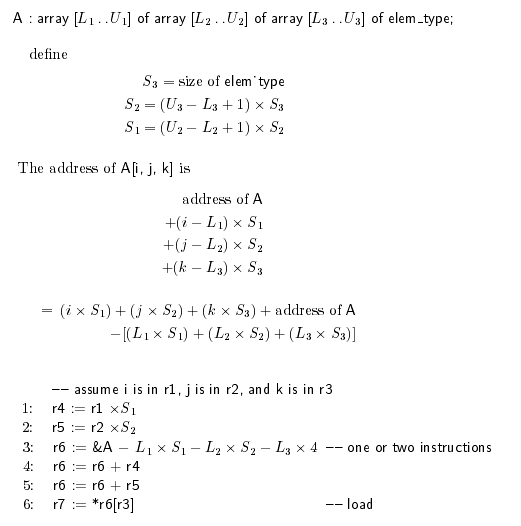 A : array [L₁ . . U₁] of array [L₂ . . U₂] of array [L₃ . . U₃] of elem_type;
define
S₃ = size of elem˙type
S₂ = (U₃ − L₃ + 1) × S₃
S₁ = (U₂ − L₂ + 1) × S₂
The address of A[i, j, k] is
address of A
+(i − L₁) × S₁
+(j − L₂) × S₂
+(k − L₃) × S₃
= (i × S₁) + (j × S₂) + (k × S₃) + address of A
−[(L₁ × S₁) + (L₂ × S₂) + (L₃ × S₃)]
−− assume i is in r1, j is in r2, and k is in r3
1: r4 := r1 ×S₁
2: r5 := r2 ×S₂
3: r6 := &A − L₁ × S₁ − L₂ × S₂ − L₃ × 4 −− one or two instructions
4: r6 := r6 + r4
5: r6 := r6 + r5
6: r7 := *r6[r3] −− load